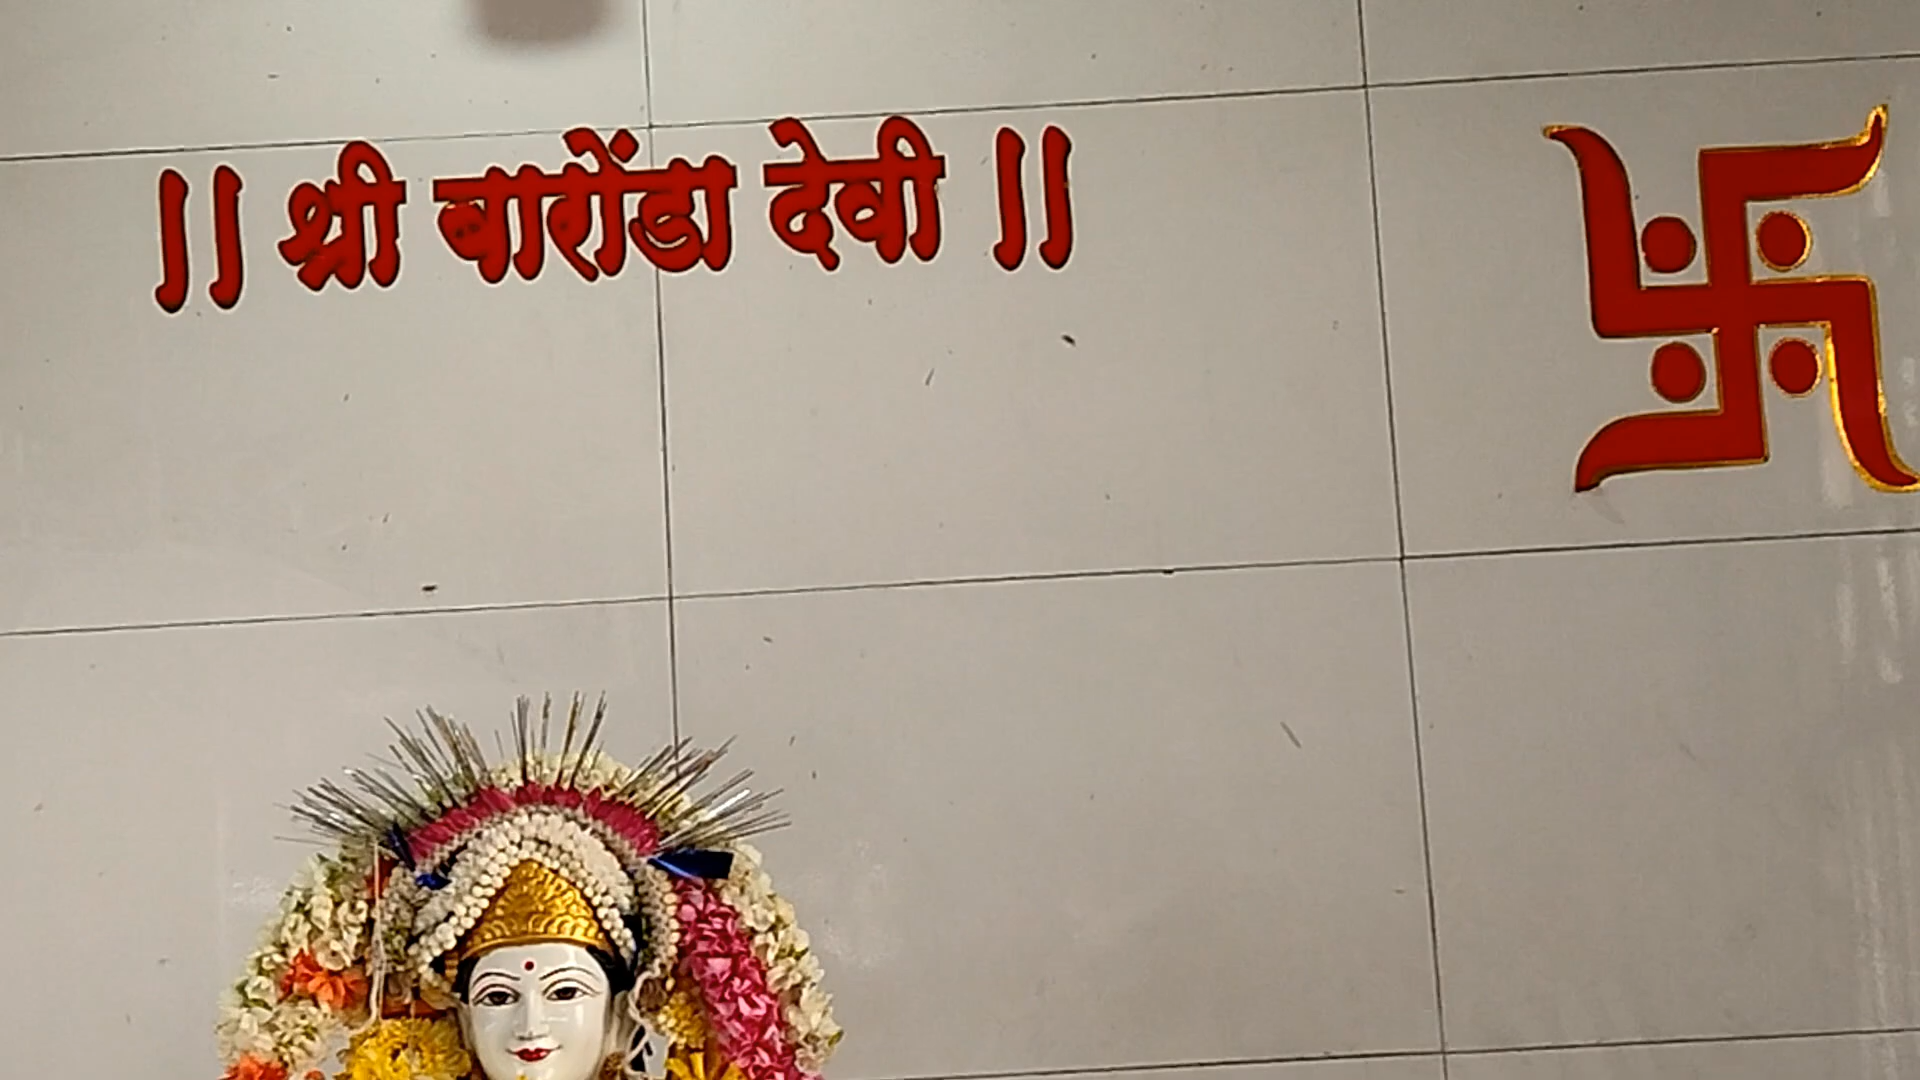 || श्री बारोंडा देवी ||